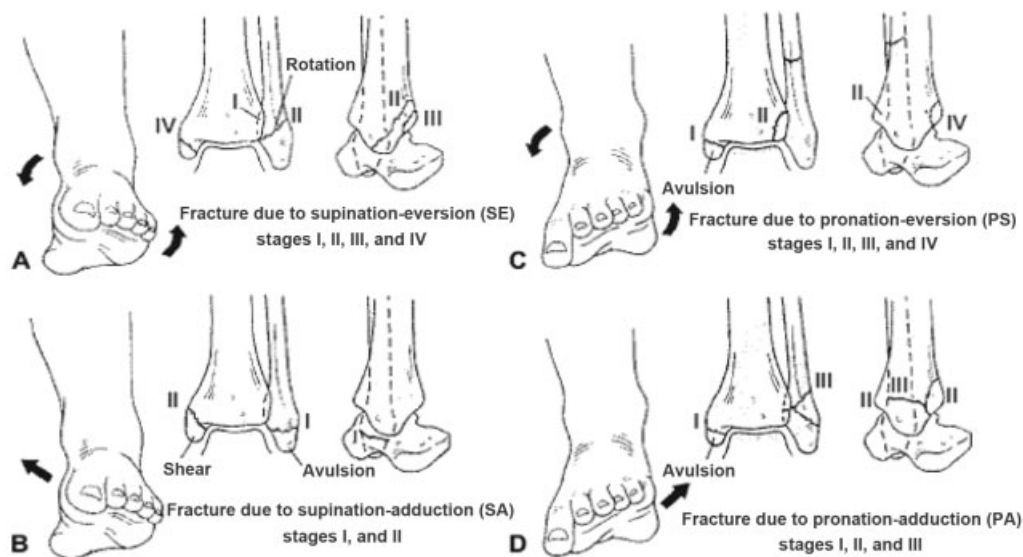 Rotation
I
II
II
III
IV
Fracture due to supination-eversion (SE)
stages I, II, III, and IV
A
II
I
II
IV
Avulsion
Fracture due to pronation-eversion (PS)
stages I, II, III, and IV
C
II
I
Shear
Avulsion
Fracture due to supination-adduction (SA)
stages I, and II
B
III
I
II
III
II
Avulsion
Fracture due to pronation-adduction (PA)
stages I, II, and III
D